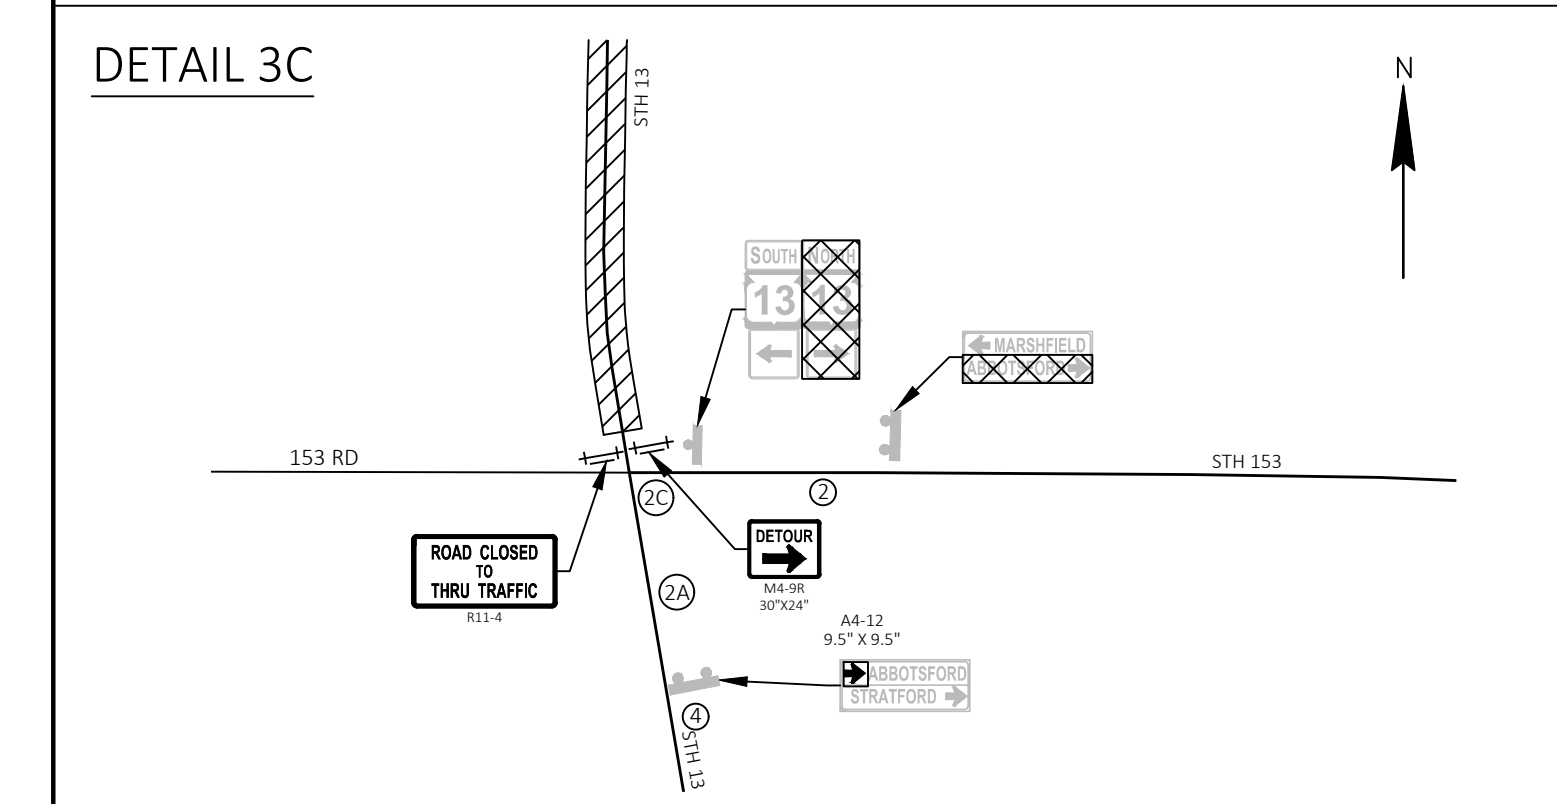 DETAIL 3C
STH 13
N
SOUTH NORTH
13 13
MARSHFIELD
ABBOTSFORD
153 RD
STH 153
2C
2
ROAD CLOSED
TO
THRU TRAFFIC
R11-4
DETOUR
M4-9R
30"X24"
2A
A4-12
9.5" X 9.5"
ABBOTSFORD
STRATFORD
4
STH 13